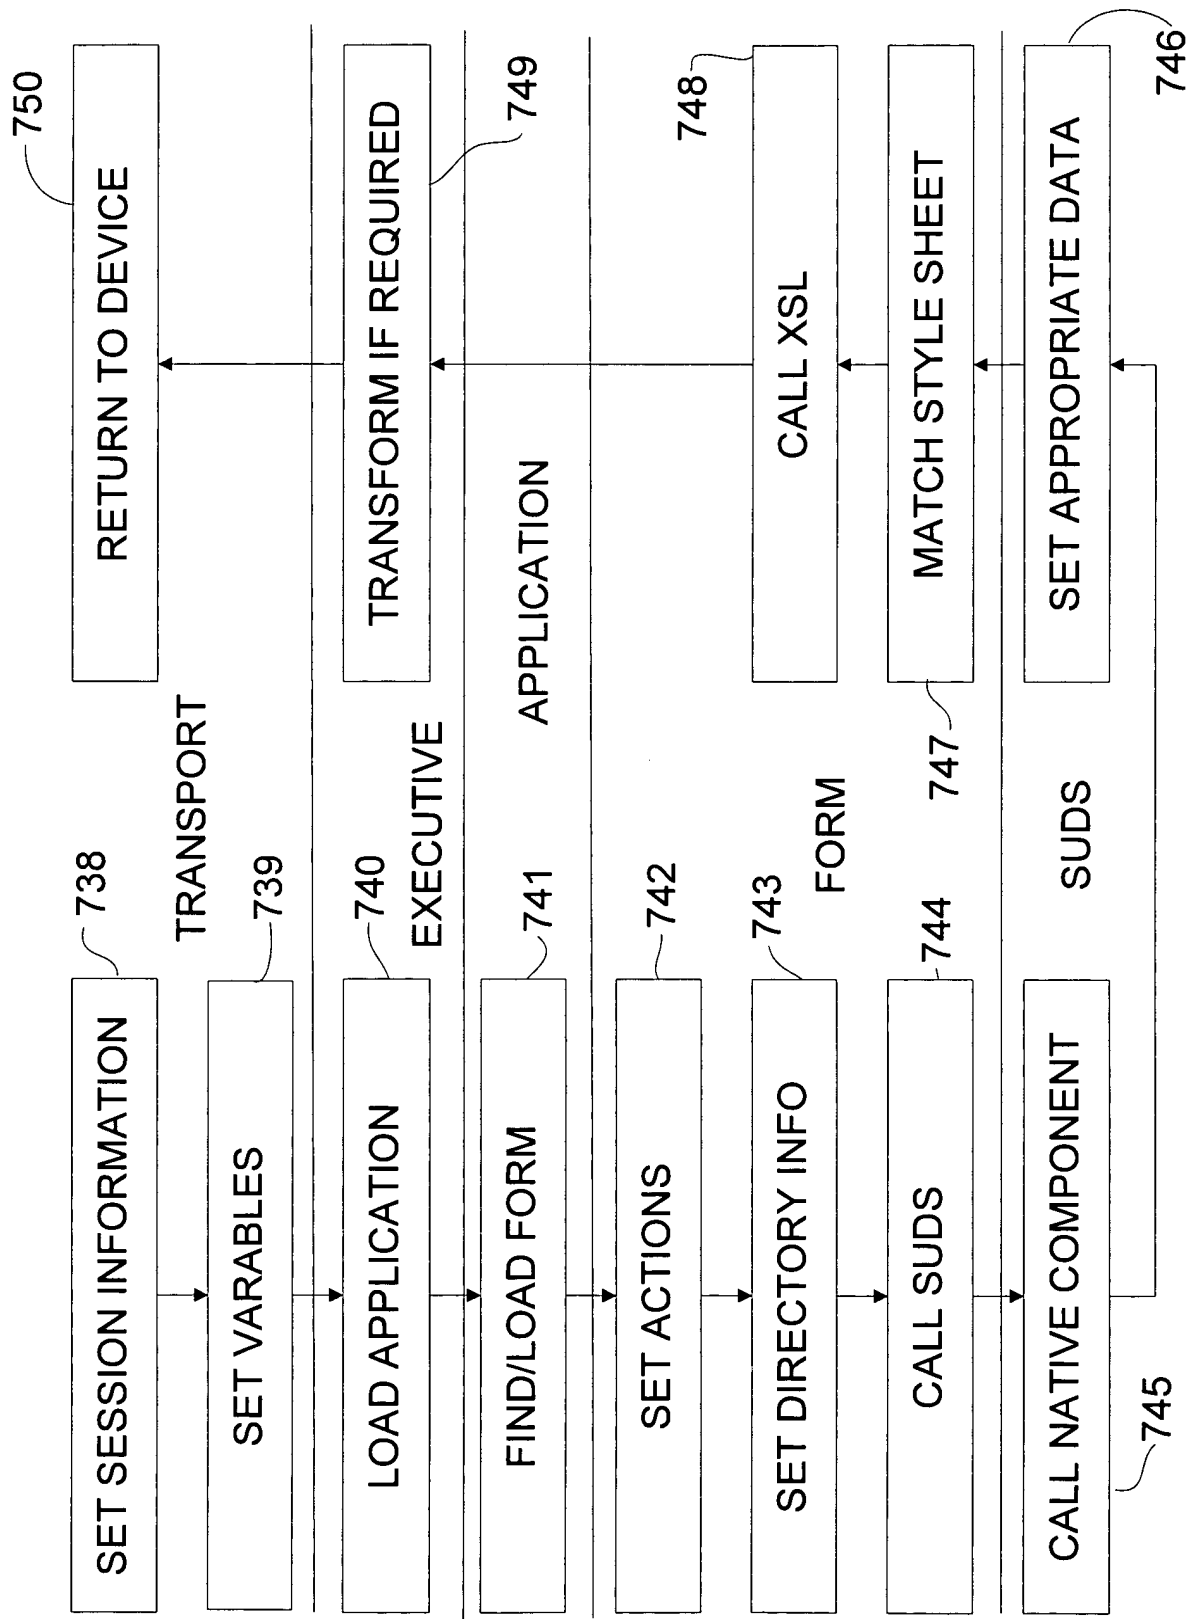 SET SESSION INFORMATION
738
TRANSPORT
RETURN TO DEVICE
750
SET VARABLES
739
LOAD APPLICATION
740
EXECUTIVE
TRANSFORM IF REQUIRED
749
FIND/LOAD FORM
741
APPLICATION
SET ACTIONS
742
SET DIRECTORY INFO
743
FORM
CALL XSL
748
CALL SUDS
744
747
MATCH STYLE SHEET
CALL NATIVE COMPONENT
745
SUDS
SET APPROPRIATE DATA
746